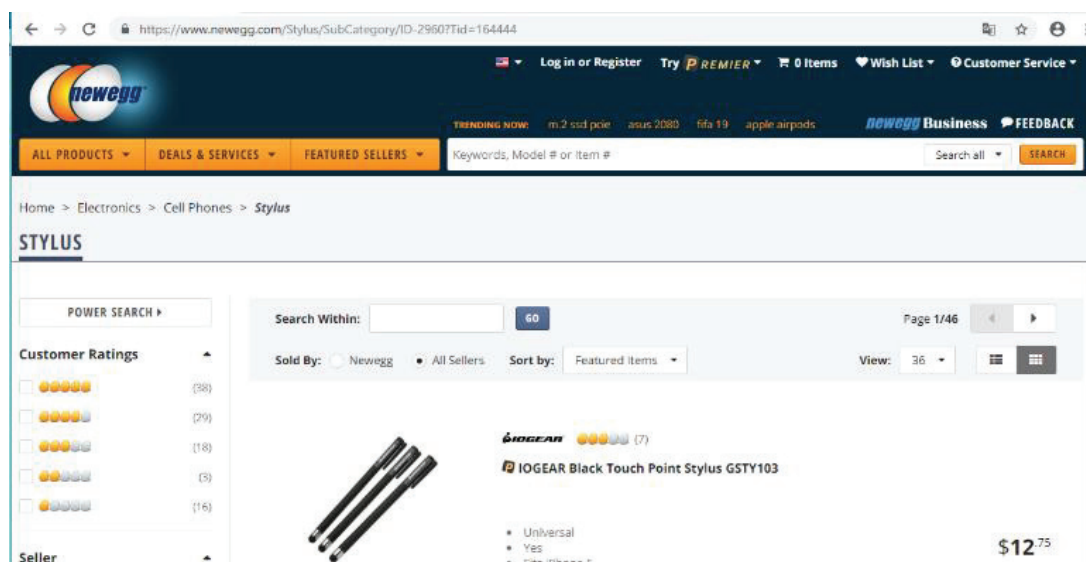 https://www.newegg.com/Stylus/SubCategory/ID-2960?Tid=164444
Log in or Register Try PREMIER 0 Items Wish List Customer Service
newegg
TRENDING NOW: m.2 ssd pcie asus 2080 fifa 19 apple airpods newegg Business FEEDBACK
ALL PRODUCTS DEALS & SERVICES FEATURED SELLERS Keywords, Model # or Item # Search all SEARCH
Home > Electronics > Cell Phones > Stylus
STYLUS
POWER SEARCH Search Within: GO Page 1/46
Customer Ratings Sold By: Newegg All Sellers Sort by: Featured Items View: 36
(38)
(29)
(18)
(3)
(16)
Seller
IOGEAR (7)
IOGEAR Black Touch Point Stylus GSTY103
Universal
Yes
$12.75